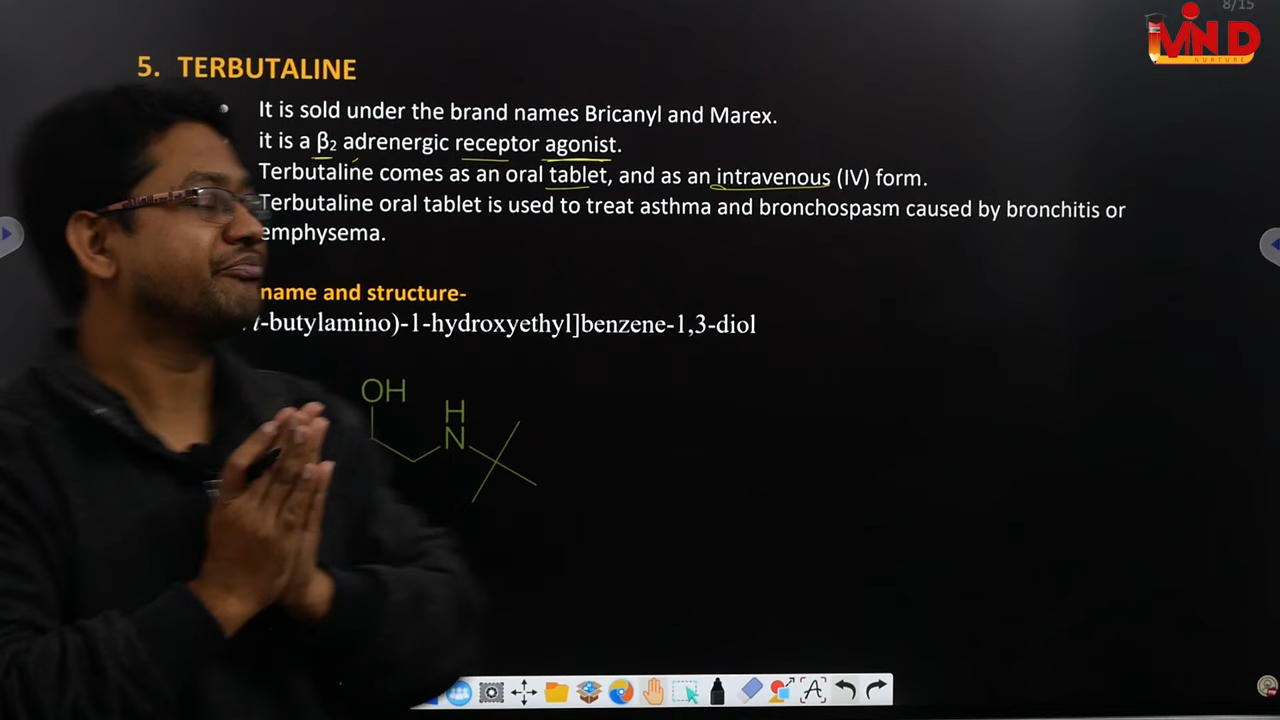 8/15
MIND
NURTURE
5. TERBUTALINE
It is sold under the brand names Bricanyl and Marex.
it is a β₂ adrenergic receptor agonist.
Terbutaline comes as an oral tablet, and as an intravenous (IV) form.
Terbutaline oral tablet is used to treat asthma and bronchospasm caused by bronchitis or
emphysema.
name and structure-
t-butylamino)-1-hydroxyethyl]benzene-1,3-diol
OH
H
N